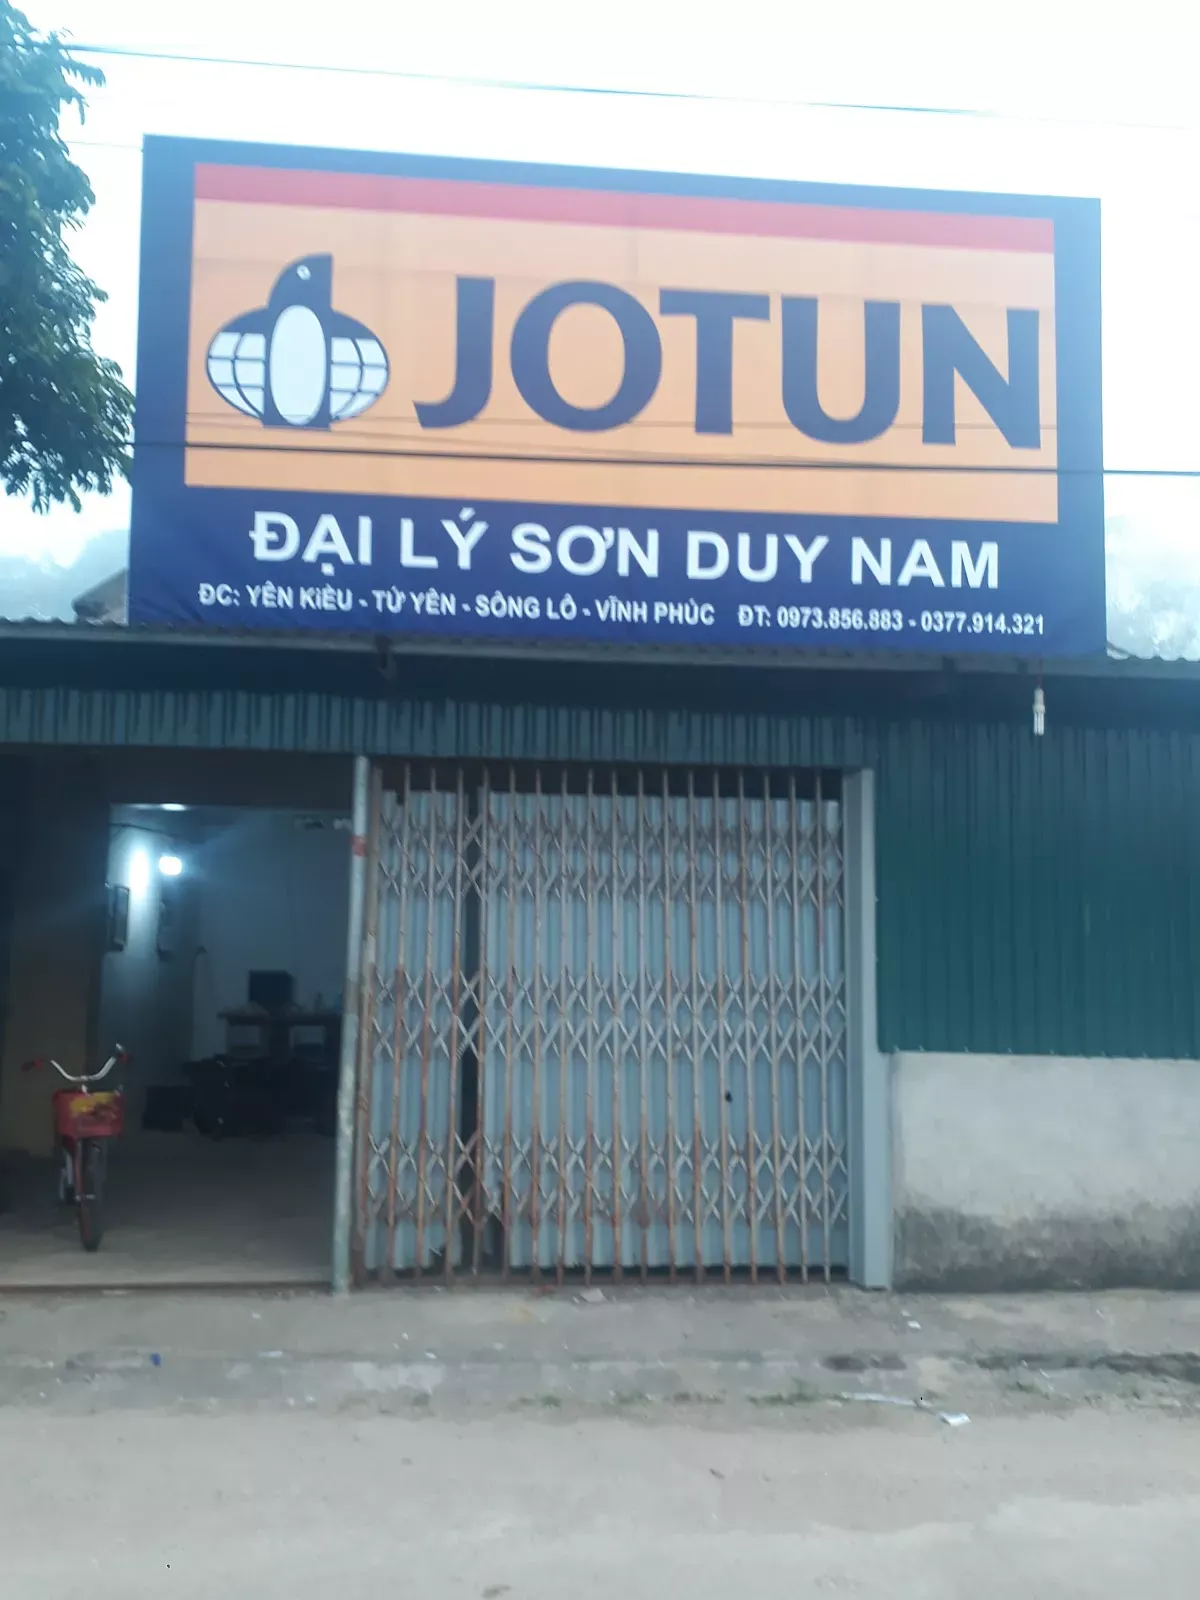 JOTUN
ĐẠI LÝ SƠN DUY NAM
ĐC: YÊN KiỀU - TỨ YÊN - SÔNG LÔ - VĨNH PHÚC ĐT: 0973.856.883 - 0377.914.321